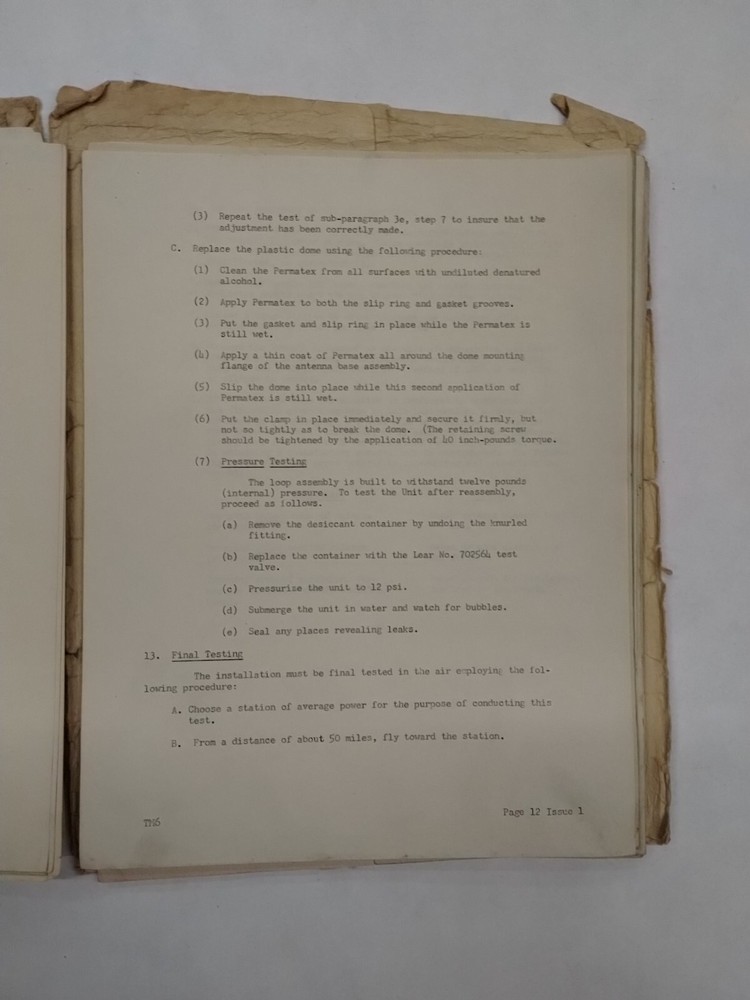 (3) Repeat the test of sub-paragraph 3e, step 7 to insure that the
adjustment has been correctly made.
C. Replace the plastic dome using the following procedure:
(1) Clean the Permatex from all surfaces with undiluted denatured
alcohol.
(2) Apply Permatex to both the slip ring and gasket grooves.
(3) Put the gasket and slip ring in place while the Permatex is
still wet.
(4) Apply a thin coat of Permatex all around the dome mounting
flange of the antenna base assembly.
(5) Slip the dome into place while this second application of
Permatex is still wet.
(6) Put the clamp in place immediately and secure it firmly, but
not so tightly as to break the dome. (The retaining screw
should be tightened by the application of 40 inch-pounds torque.
(7) Pressure Testing
The loop assembly is built to withstand twelve pounds
(internal) pressure. To test the Unit after reassembly,
proceed as follows.
(a) Remove the desiccant container by undoing the knurled
fitting.
(b) Replace the container with the Lear No. 702564 test
valve.
(c) Pressurize the unit to 12 psi.
(d) Submerge the unit in water and watch for bubbles.
(e) Seal any places revealing leaks.
13. Final Testing
The installation must be final tested in the air employing the fol-
lowing procedure:
A. Choose a station of average power for the purpose of conducting this
test.
B. From a distance of about 50 miles, fly toward the station.
Page 12 Issue 1